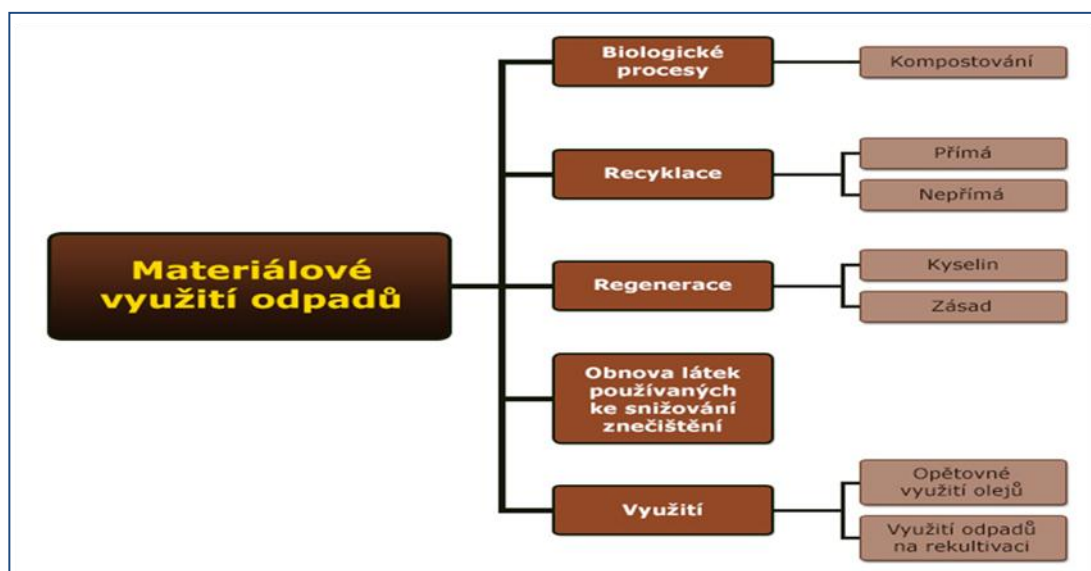 Materiálové
využití odpadů
Biologické
procesy
Kompostování
Recyklace
Přímá
Nepřímá
Regenerace
Kyselin
Zásad
Obnova látek
používaných
ke snižování
znečištění
Využití
Opětovné
využití olejů
Využití odpadů
na rekultivaci